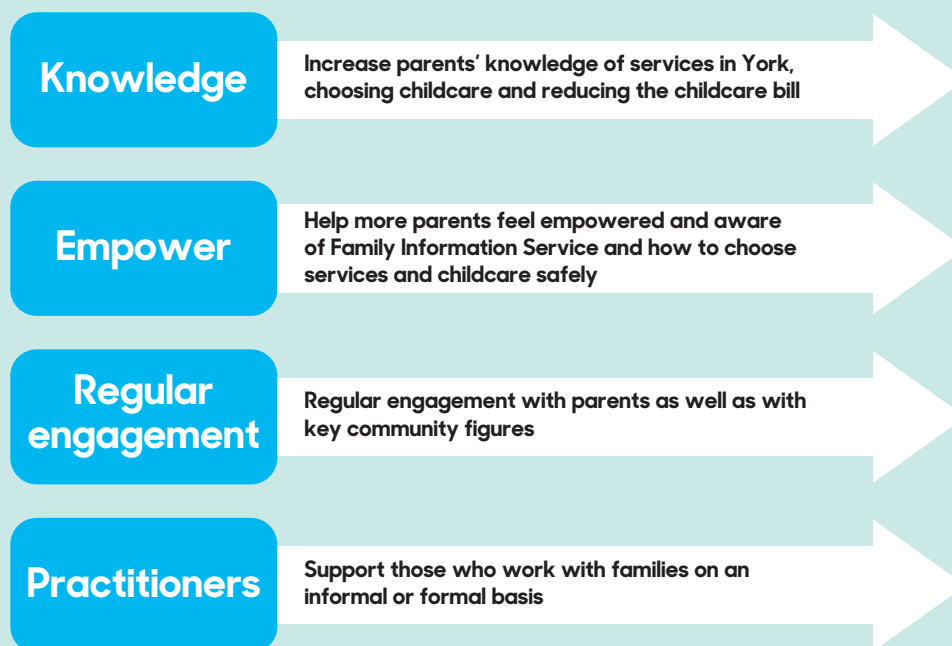 Knowledge
Increase parents’ knowledge of services in York,
choosing childcare and reducing the childcare bill
Empower
Help more parents feel empowered and aware
of Family Information Service and how to choose
services and childcare safely
Regular
engagement
Regular engagement with parents as well as with
key community figures
Practitioners
Support those who work with families on an
informal or formal basis